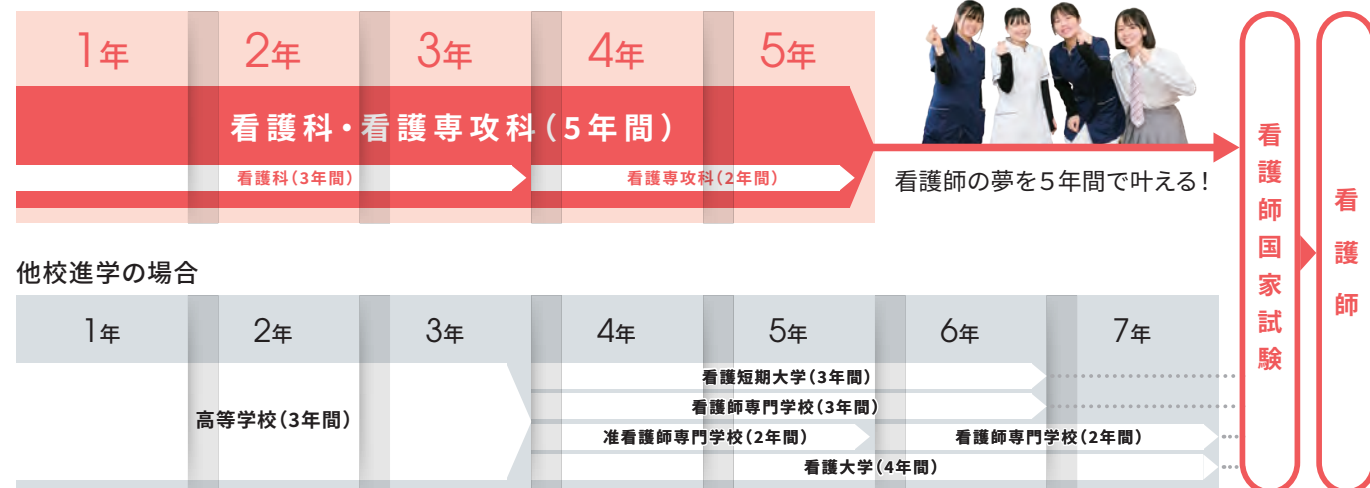 1年 2年 3年 4年 5年
看護科・看護専攻科（5年間）
看護科（3年間） 看護専攻科（2年間）
看護師の夢を５年間で叶える！
他校進学の場合
1年 2年 3年 4年 5年 6年 7年
高等学校（3年間）
看護短期大学（3年間）
看護師専門学校（3年間）
准看護師専門学校（2年間） 看護師専門学校（2年間）
看護大学（4年間）
看護師国家試験
看護師